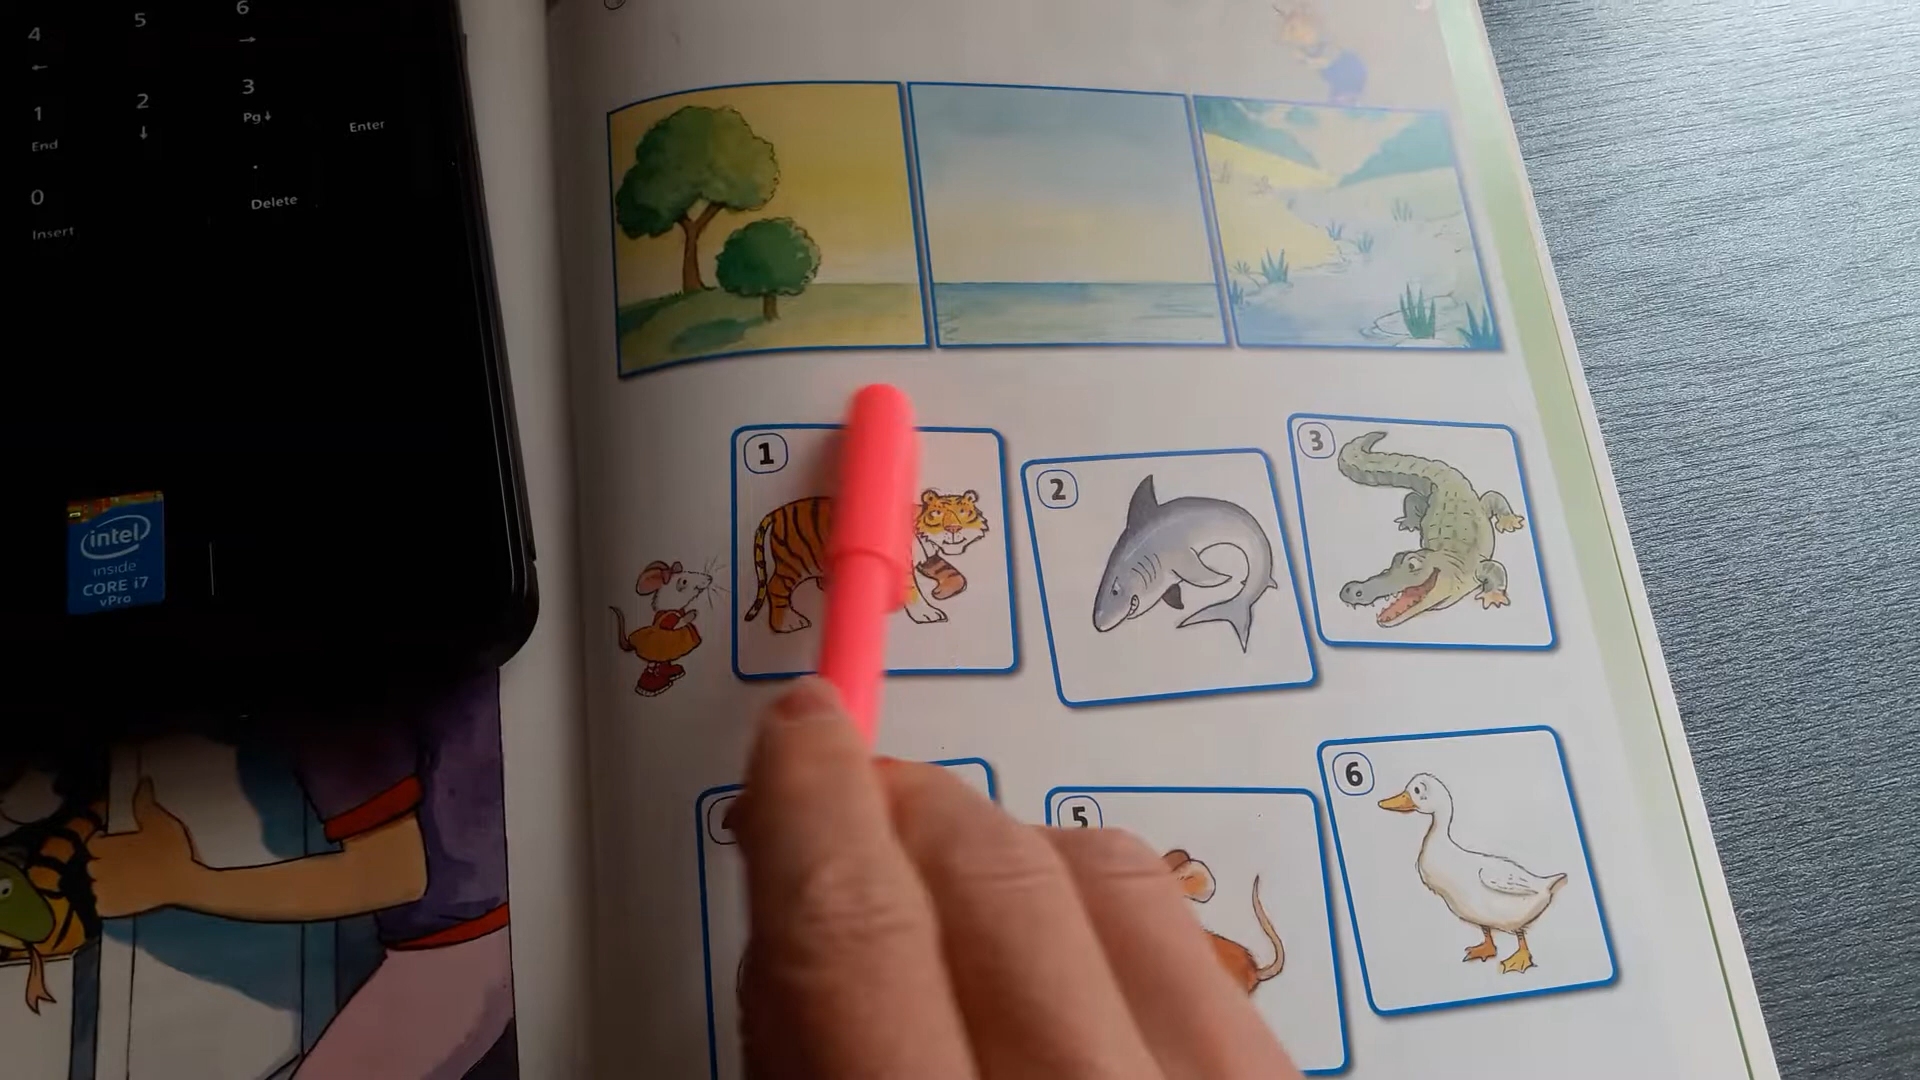 4
5
6
←
→
1
2
3
End
↓
Pg↓
Enter
0
.
Insert
Delete
intel
inside
CORE i7
vPro
1
2
3
5
6